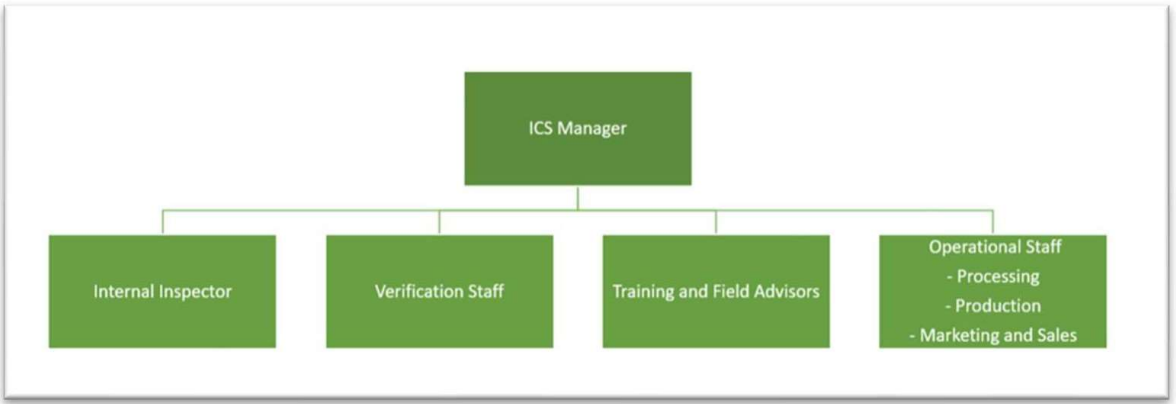 ICS Manager
Internal Inspector
Verification Staff
Training and Field Advisors
Operational Staff
- Processing
- Production
- Marketing and Sales